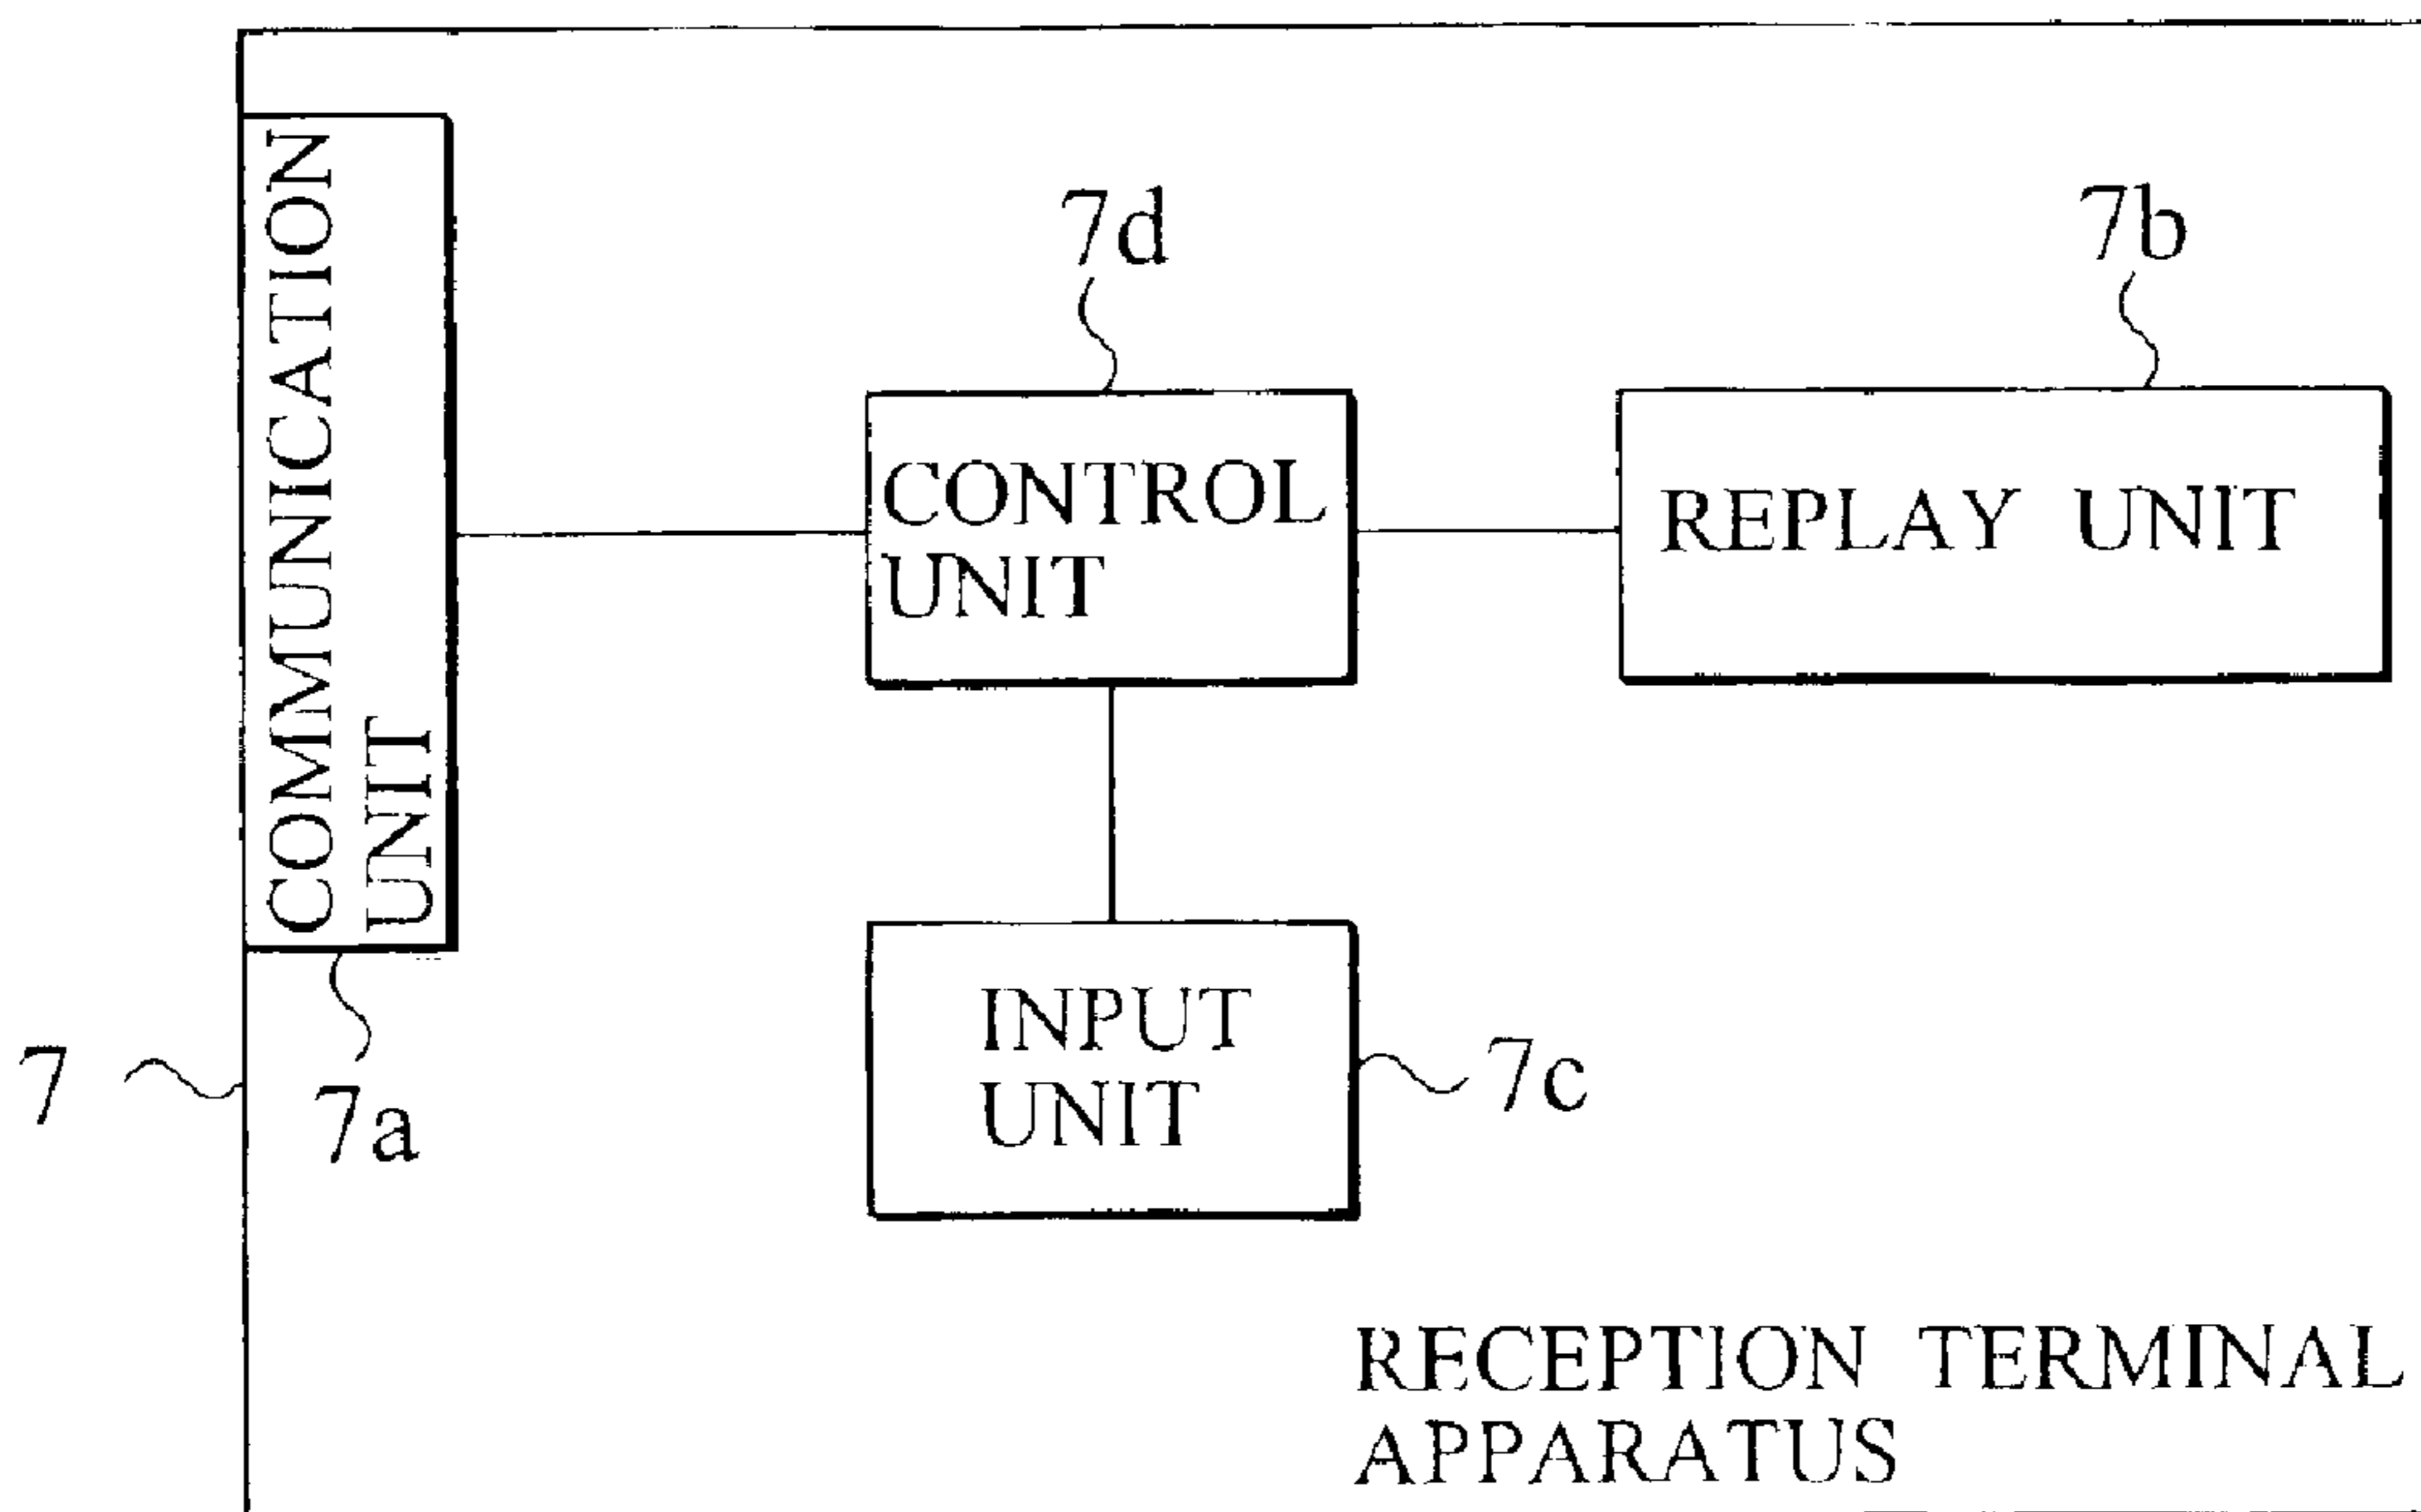 COMMUNICATION
UNIT
7d
7b
CONTROL
UNIT
REPLAY UNIT
INPUT
UNIT
7
7a
7c
RECEPTION TERMINAL
APPARATUS